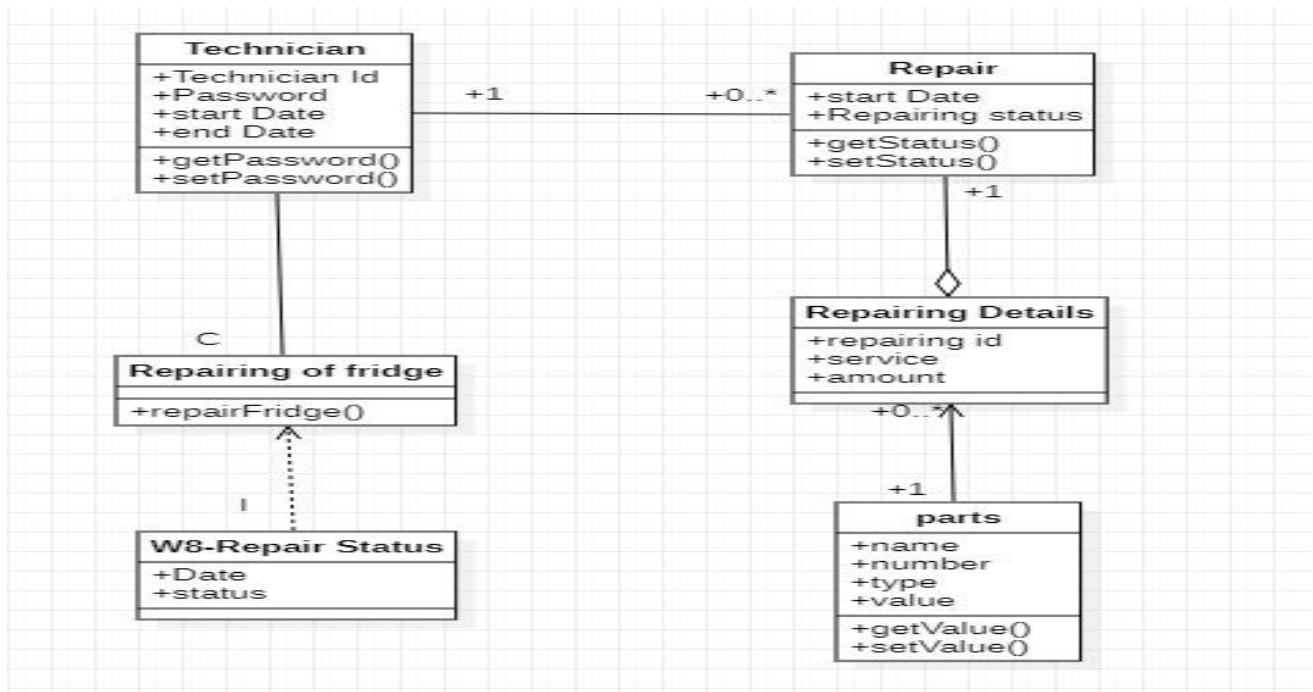 Technician
+Technician Id
+Password
+start Date
+end Date
+getPassword()
+setPassword()
+1
+0..*
Repair
+start Date
+Repairing status
+getStatus()
+setStatus()
+1
Repairing Details
+repairing id
+service
+amount
+0..*
+1
parts
+name
+number
+type
+value
+getValue()
+setValue()
C
Repairing of fridge
+repairFridge()
I
W8-Repair Status
+Date
+status